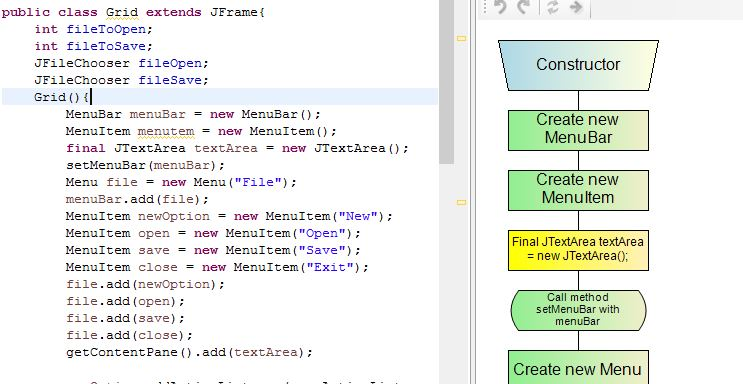 public class Grid extends JFrame{
int fileToOpen;
int fileToSave;
JFileChooser fileOpen;
JFileChooser fileSave;
Grid(){
MenuBar menuBar = new MenuBar();
MenuItem menutem = new MenuItem();
final JTextArea textArea = new JTextArea();
setMenuBar(menuBar);
Menu file = new Menu("File");
menuBar.add(file);
MenuItem newOption = new MenuItem("New");
MenuItem open = new MenuItem("Open");
MenuItem save = new MenuItem("Save");
MenuItem close = new MenuItem("Exit");
file.add(newOption);
file.add(open);
file.add(save);
file.add(close);
getContentPane().add(textArea);
Constructor
Create new
MenuBar
Create new
MenuItem
Final JTextArea textArea
= new JTextArea();
Call method
setMenuBar with
menuBar
Create new Menu